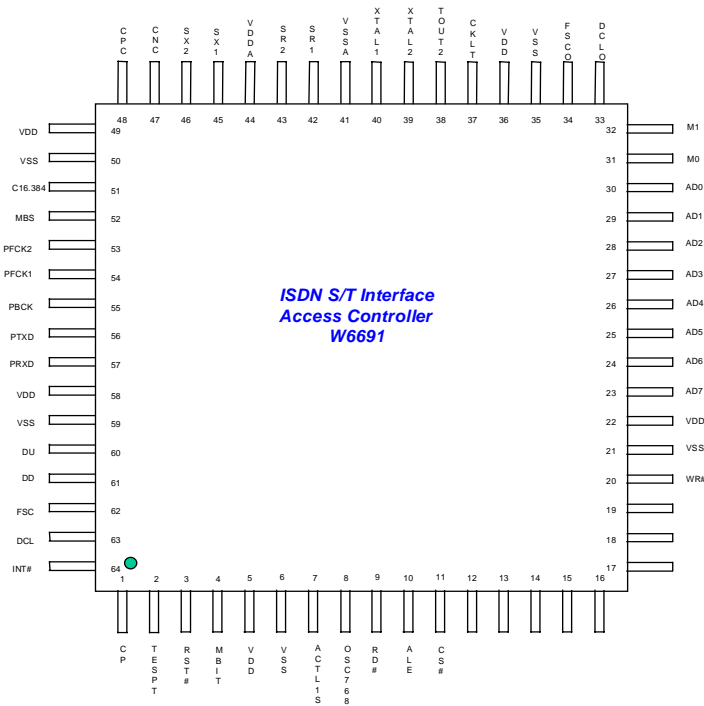 CPC
CNC
SX2
SX1
VDDA
SR2
SR1
VSSA
XTAL1
XTAL2
TOUT2
CKLT
VDD
VSS
FSCO
DCLO
48 47 46 45 44 43 42 41 40 39 38 37 36 35 34 33
VDD 49 32 M1
VSS 50 31 M0
C16.384 51 30 AD0
MBS 52 29 AD1
PFCK2 53 28 AD2
PFCK1 54 27 AD3
PBCK 55 26 AD4
PTXD 56 25 AD5
PRXD 57 24 AD6
VDD 58 23 AD7
VSS 59 22 VDD
DU 60 21 VSS
DD 61 20 WR#
FSC 62 19
DCL 63 18
INT# 64 17
ISDN S/T Interface
Access Controller
W6691
1 2 3 4 5 6 7 8 9 10 11 12 13 14 15 16
CP
TESPT
RST#
MBIT
VDD
VSS
ACTL1S
OSC768
RD#
ALE
CS#